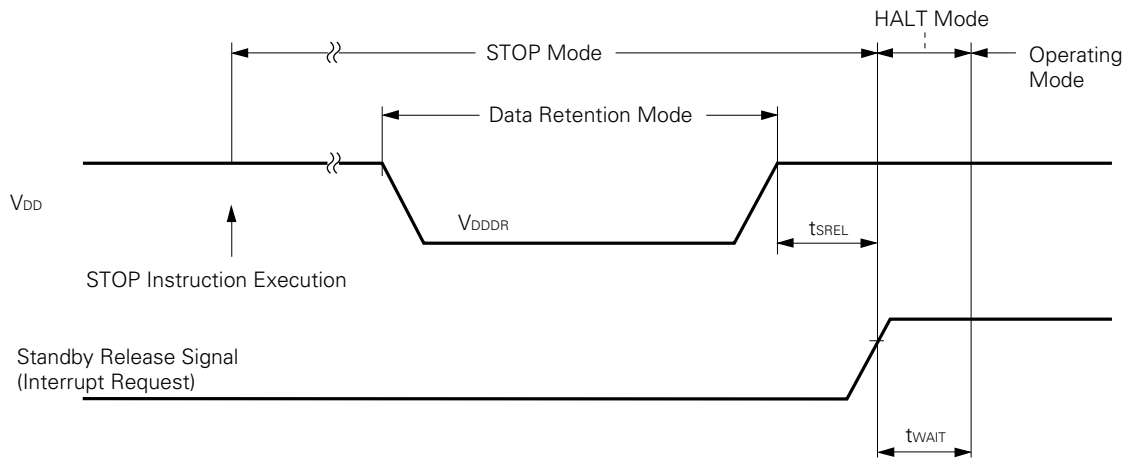 HALT Mode
STOP Mode
Operating
Mode
Data Retention Mode
VDD
VDDDR
tSREL
STOP Instruction Execution
Standby Release Signal
(Interrupt Request)
tWAIT